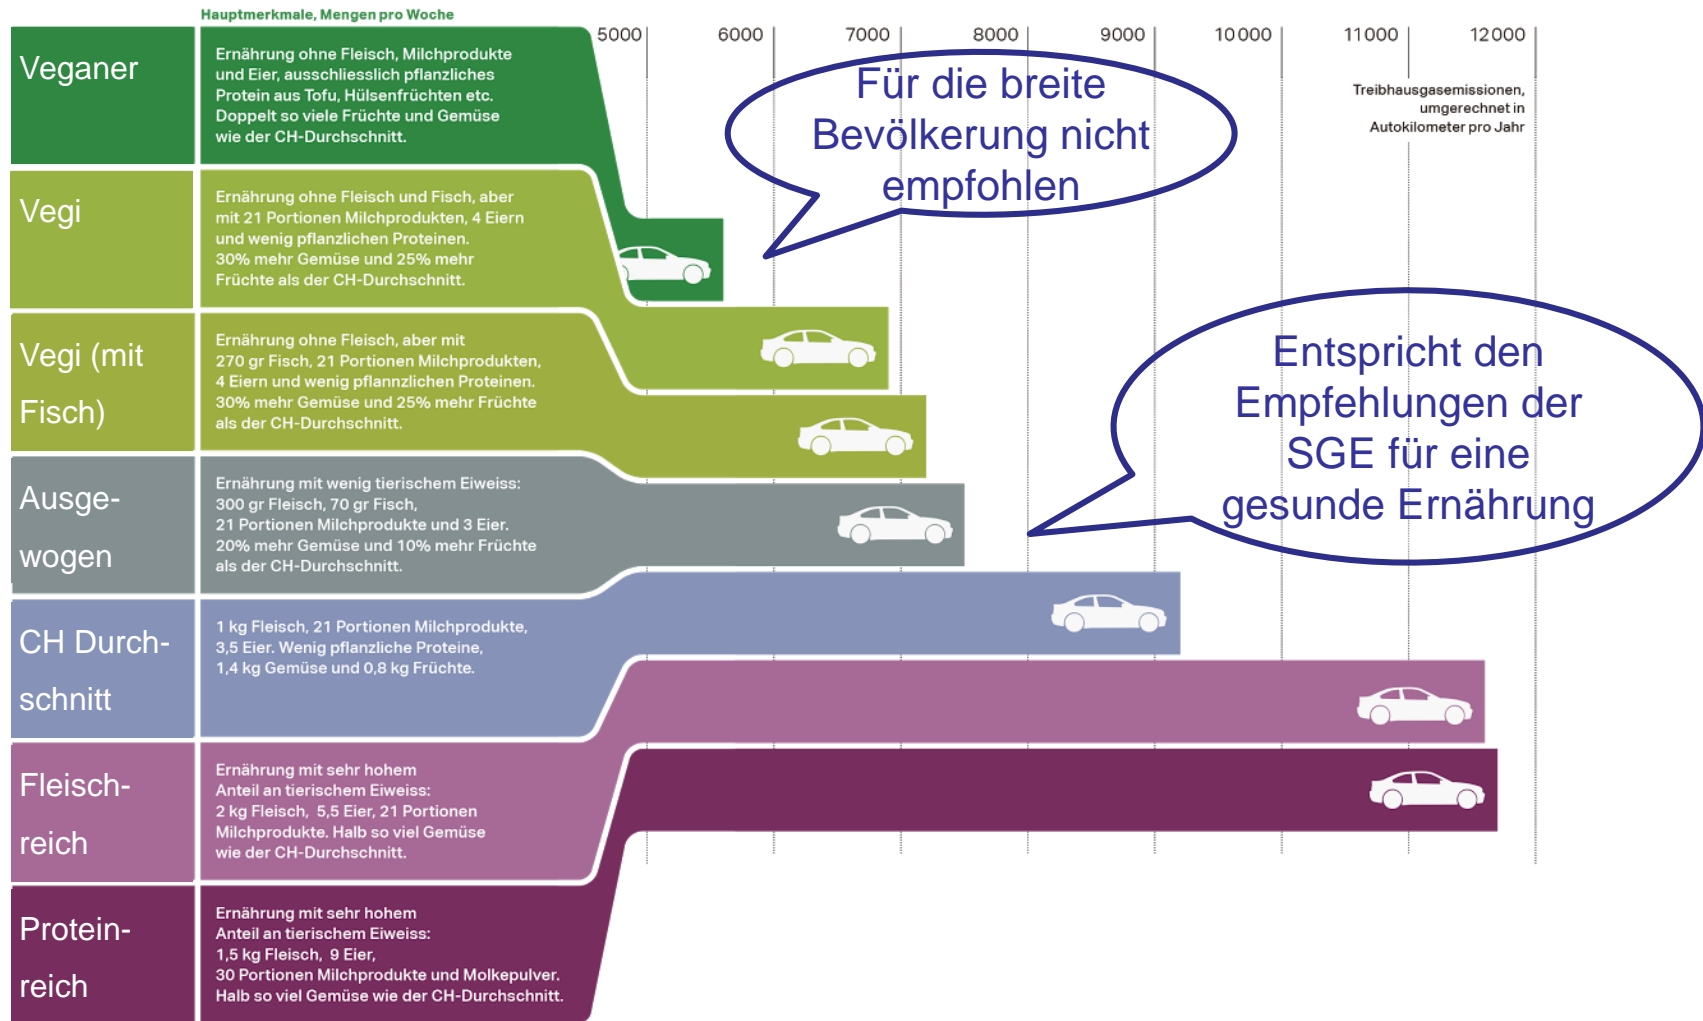 Hauptmerkmale, Mengen pro Woche
5000 6000 7000 8000 9000 10 000 11 000 12 000
Treibhausgasemissionen,
umgerechnet in
Autokilometer pro Jahr
Veganer
Ernährung ohne Fleisch, Milchprodukte
und Eier, ausschliesslich pflanzliches
Protein aus Tofu, Hülsenfrüchten etc.
Doppelt so viele Früchte und Gemüse
wie der CH-Durchschnitt.
Für die breite
Bevölkerung nicht
empfohlen
Vegi
Ernährung ohne Fleisch und Fisch, aber
mit 21 Portionen Milchprodukten, 4 Eiern
und wenig pflanzlichen Proteinen.
30% mehr Gemüse und 25% mehr
Früchte als der CH-Durchschnitt.
Vegi (mit
Fisch)
Ernährung ohne Fleisch, aber mit
270 gr Fisch, 21 Portionen Milchprodukten,
4 Eiern und wenig pflannzlichen Proteinen.
30% mehr Gemüse und 25% mehr Früchte
als der CH-Durchschnitt.
Entspricht den
Empfehlungen der
SGE für eine
gesunde Ernährung
Ausge-
wogen
Ernährung mit wenig tierischem Eiweiss:
300 gr Fleisch, 70 gr Fisch,
21 Portionen Milchprodukte und 3 Eier.
20% mehr Gemüse und 10% mehr Früchte
als der CH-Durchschnitt.
CH Durch-
schnitt
1 kg Fleisch, 21 Portionen Milchprodukte,
3,5 Eier. Wenig pflanzliche Proteine,
1,4 kg Gemüse und 0,8 kg Früchte.
Fleisch-
reich
Ernährung mit sehr hohem
Anteil an tierischem Eiweiss:
2 kg Fleisch, 5,5 Eier, 21 Portionen
Milchprodukte. Halb so viel Gemüse
wie der CH-Durchschnitt.
Protein-
reich
Ernährung mit sehr hohem
Anteil an tierischem Eiweiss:
1,5 kg Fleisch, 9 Eier,
30 Portionen Milchprodukte und Molkepulver.
Halb so viel Gemüse wie der CH-Durchschnitt.